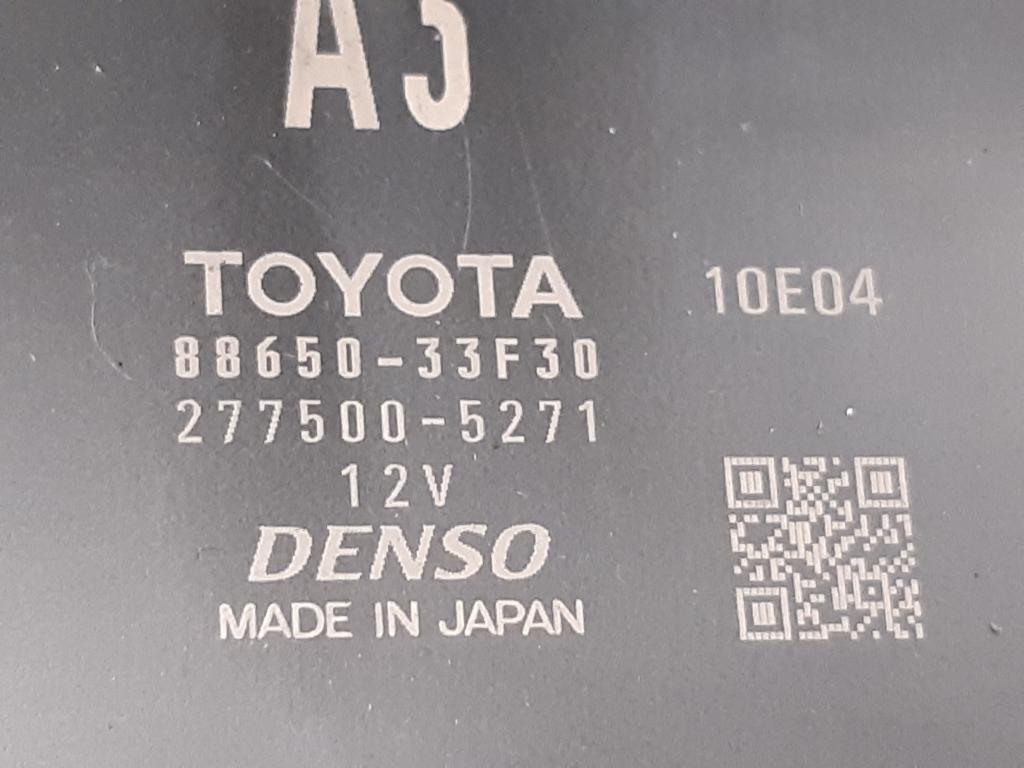 TOYOTA
88650-33F30
277500-5271
12V
DENSO
MADE IN JAPAN
10E04